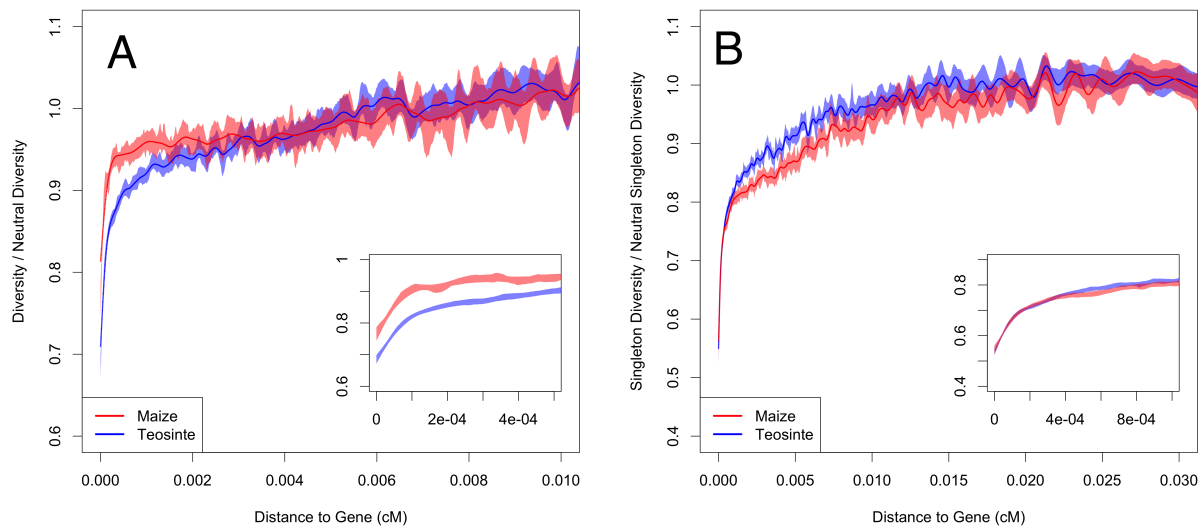 A
Diversity / Neutral Diversity
1.1
1.0
0.9
0.8
0.7
0.6
1
0.8
0.6
0 2e-04 4e-04
Maize
Teosinte
0.000 0.002 0.004 0.006 0.008 0.010
Distance to Gene (cM)
B
Singleton Diversity / Neutral Singleton Diversity
1.1
1.0
0.9
0.8
0.7
0.6
0.5
0.4
0.8
0.6
0.4
0 4e-04 8e-04
Maize
Teosinte
0.000 0.005 0.010 0.015 0.020 0.025 0.030
Distance to Gene (cM)